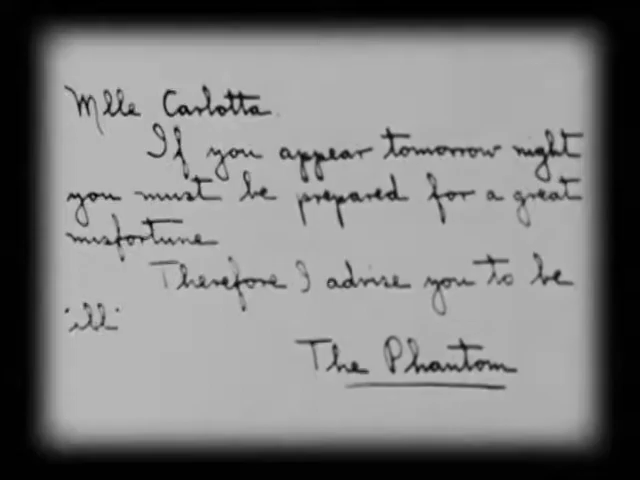 Mlle Carlotta
If you appear tomorrow night
you must be prepared for a great
misfortune
Therefore I advise you to be
'ill'
The Phantom